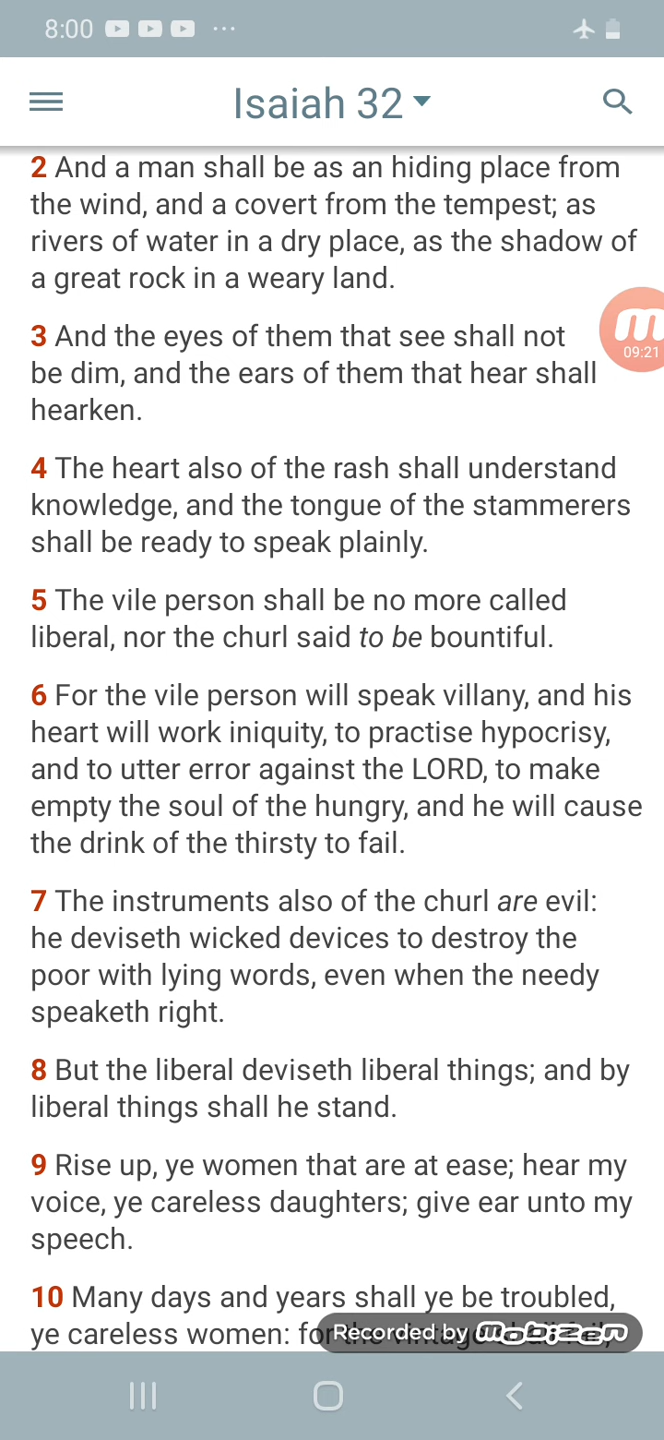 8:00
Isaiah 32
2 And a man shall be as an hiding place from
the wind, and a covert from the tempest; as
rivers of water in a dry place, as the shadow of
a great rock in a weary land.
3 And the eyes of them that see shall not
be dim, and the ears of them that hear shall
hearken.
09:21
4 The heart also of the rash shall understand
knowledge, and the tongue of the stammerers
shall be ready to speak plainly.
5 The vile person shall be no more called
liberal, nor the churl said to be bountiful.
6 For the vile person will speak villany, and his
heart will work iniquity, to practise hypocrisy,
and to utter error against the LORD, to make
empty the soul of the hungry, and he will cause
the drink of the thirsty to fail.
7 The instruments also of the churl are evil:
he deviseth wicked devices to destroy the
poor with lying words, even when the needy
speaketh right.
8 But the liberal deviseth liberal things; and by
liberal things shall he stand.
9 Rise up, ye women that are at ease; hear my
voice, ye careless daughters; give ear unto my
speech.
10 Many days and years shall ye be troubled,
ye careless women: for the vintage shall fail,
Recorded by mobizen